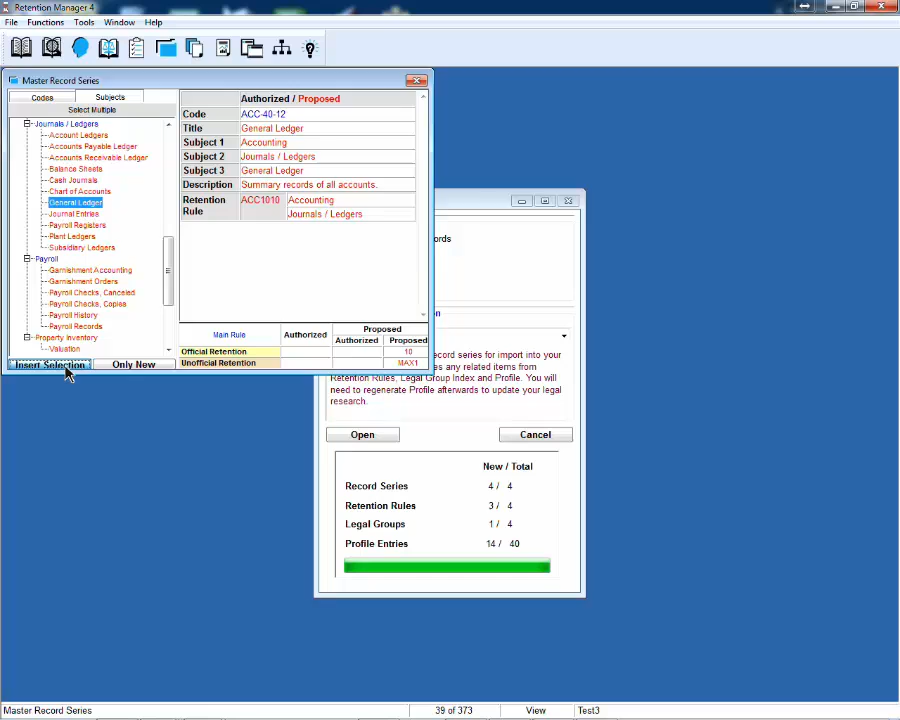 Retention Manager 4
File Functions Tools Window Help
Master Record Series
Codes Subjects
Select Multiple
Journals / Ledgers
Account Ledgers
Accounts Payable Ledger
Accounts Receivable Ledger
Balance Sheets
Cash Journals
Chart of Accounts
General Ledger
Journal Entries
Payroll Registers
Plant Ledgers
Subsidiary Ledgers
Payroll
Garnishment Accounting
Garnishment Orders
Payroll Checks, Canceled
Payroll Checks, Copies
Payroll History
Payroll Records
Property Inventory
Valuation
Insert Selection Only New
Authorized / Proposed
Code ACC-40-12
Title General Ledger
Subject 1 Accounting
Subject 2 Journals / Ledgers
Subject 3 General Ledger
Description Summary records of all accounts.
Retention Rule ACC1010 Accounting
Journals / Ledgers
Main Rule Authorized Proposed
Authorized Proposed
Official Retention 10
Unofficial Retention MAX1
ords
on
cord series for import into your
es any related items from
Retention Rules, Legal Group Index and Profile. You will
need to regenerate Profile afterwards to update your legal
research.
Open Cancel
New / Total
Record Series 4 / 4
Retention Rules 3 / 4
Legal Groups 1 / 4
Profile Entries 14 / 40
Master Record Series 39 of 373 View Test3